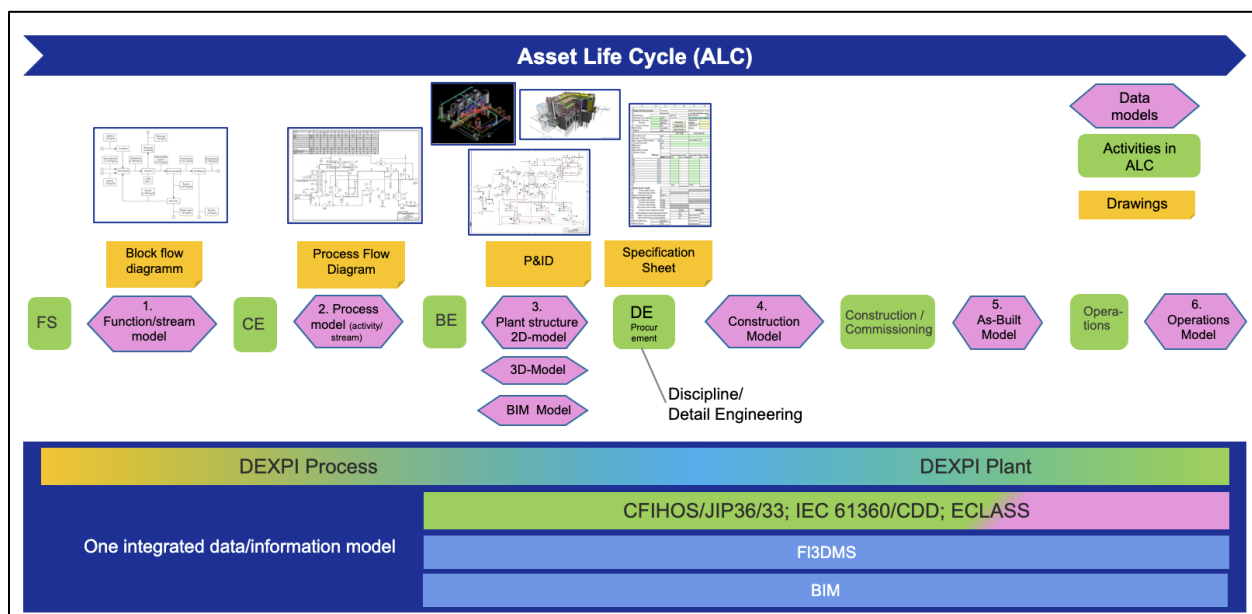 Asset Life Cycle (ALC)
Data
models
Activities in
ALC
Drawings
Block flow
diagramm
Process Flow
Diagram
P&ID
Specification
Sheet
FS
1.
Function/stream
model
CE
2. Process
model (activity/
stream)
BE
3.
Plant structure
2D-model
3D-Model
BIM Model
DE
Procur
ement
Discipline/
Detail Engineering
4.
Construction
Model
Construction /
Commissioning
5.
As-Built
Model
Opera-
tions
6.
Operations
Model
DEXPI Process
DEXPI Plant
CFIHOS/JIP36/33; IEC 61360/CDD; ECLASS
One integrated data/information model
FI3DMS
BIM